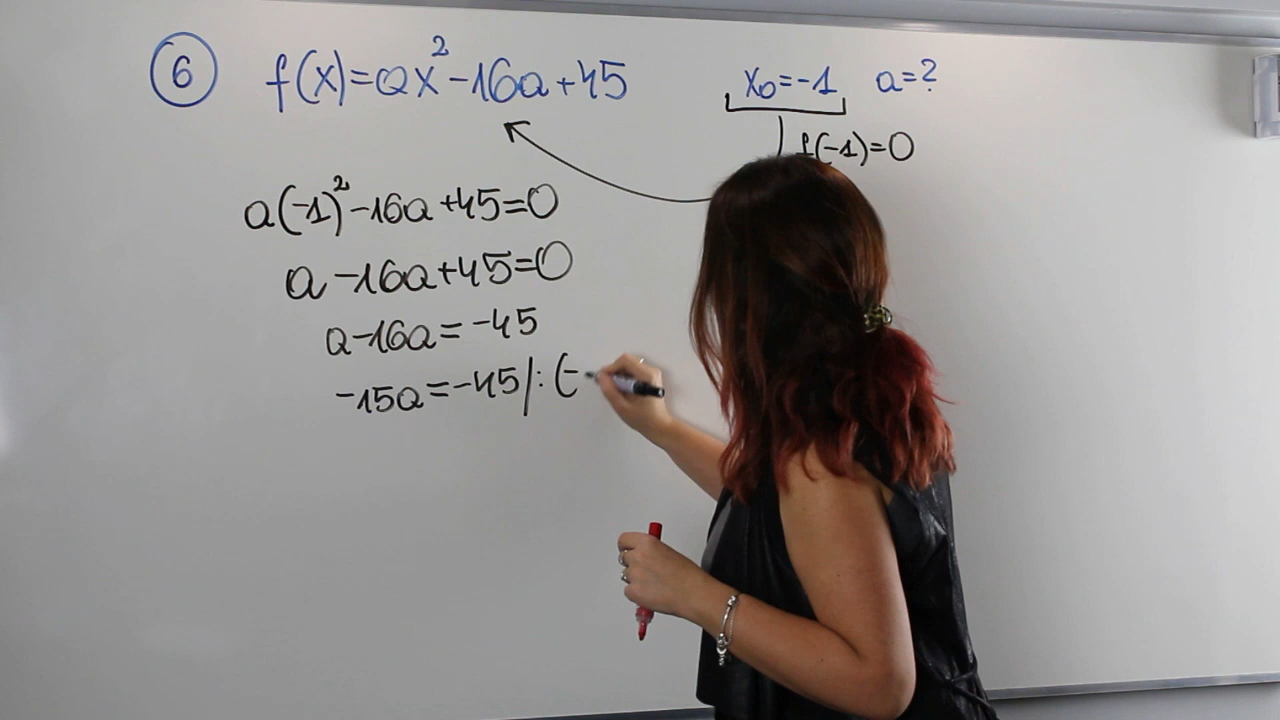 6 f(x)=ax²-16a+45 x₀=-1 a=?
f(-1)=0
a(-1)²-16a+45=0
a-16a+45=0
a-16a=-45
-15a=-45/:(-